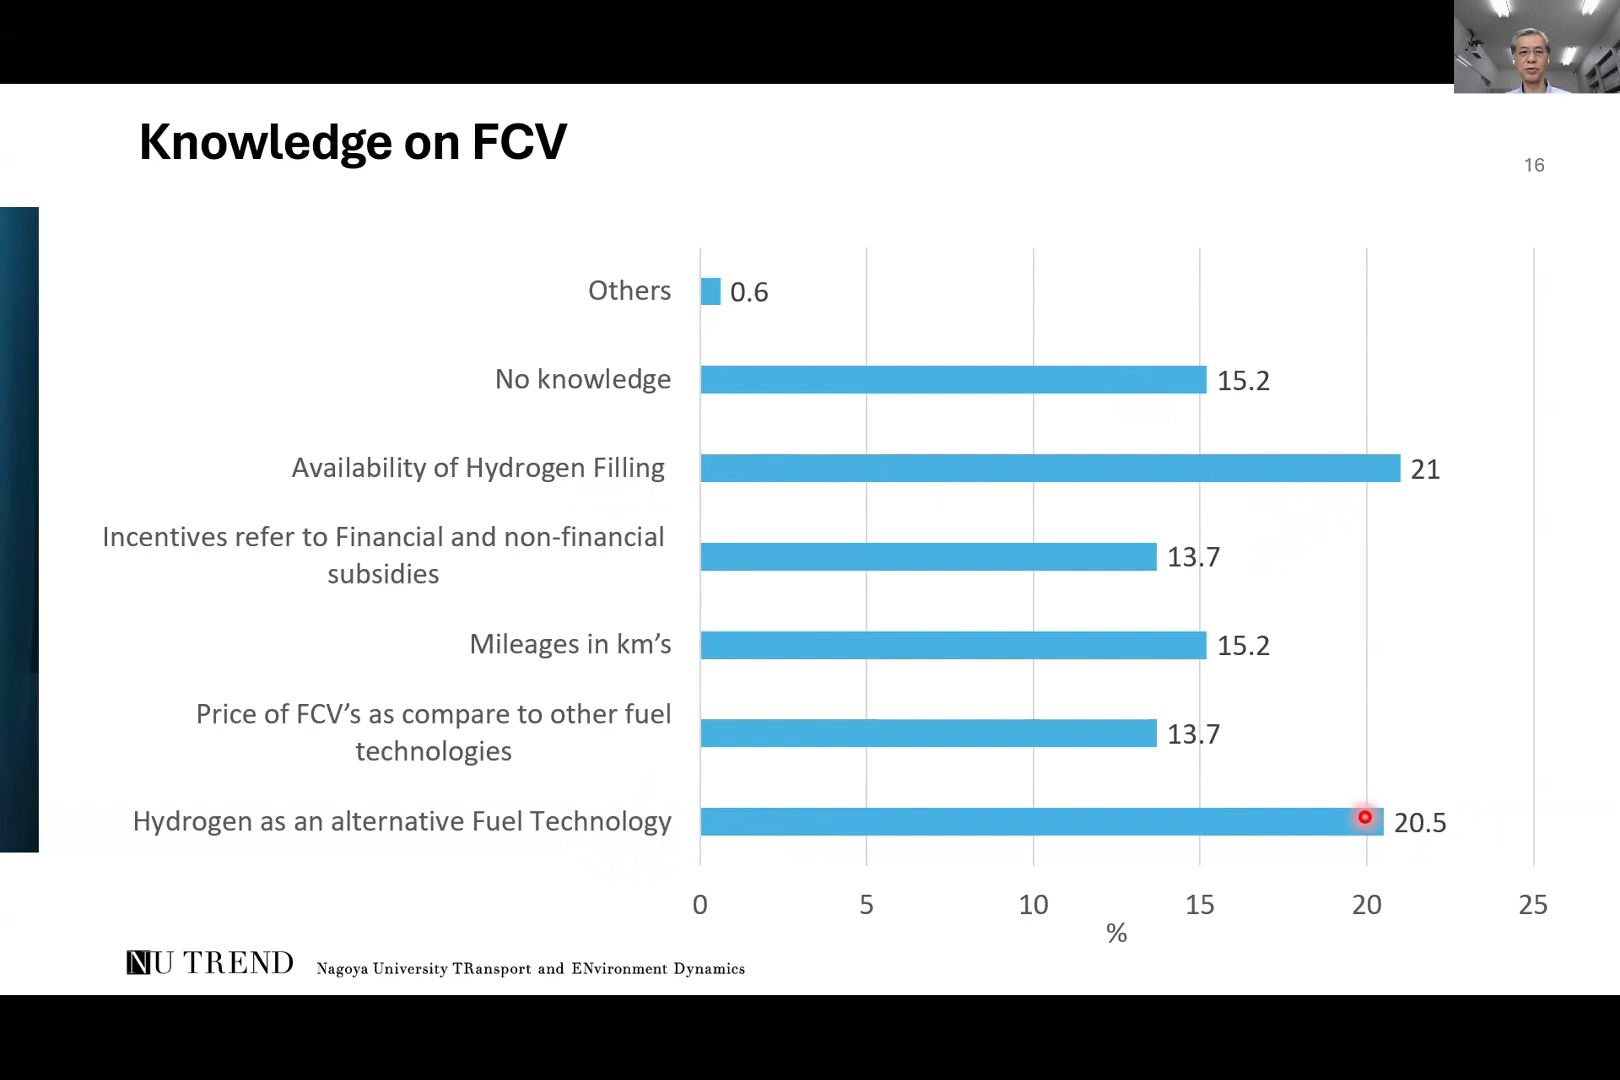 Knowledge on FCV
16
Others
0.6
No knowledge
15.2
Availability of Hydrogen Filling
21
Incentives refer to Financial and non-financial
subsidies
13.7
Mileages in km’s
15.2
Price of FCV’s as compare to other fuel
technologies
13.7
Hydrogen as an alternative Fuel Technology
20.5
0 5 10 15 20 25
%
NU TREND Nagoya University TRansport and ENvironment Dynamics